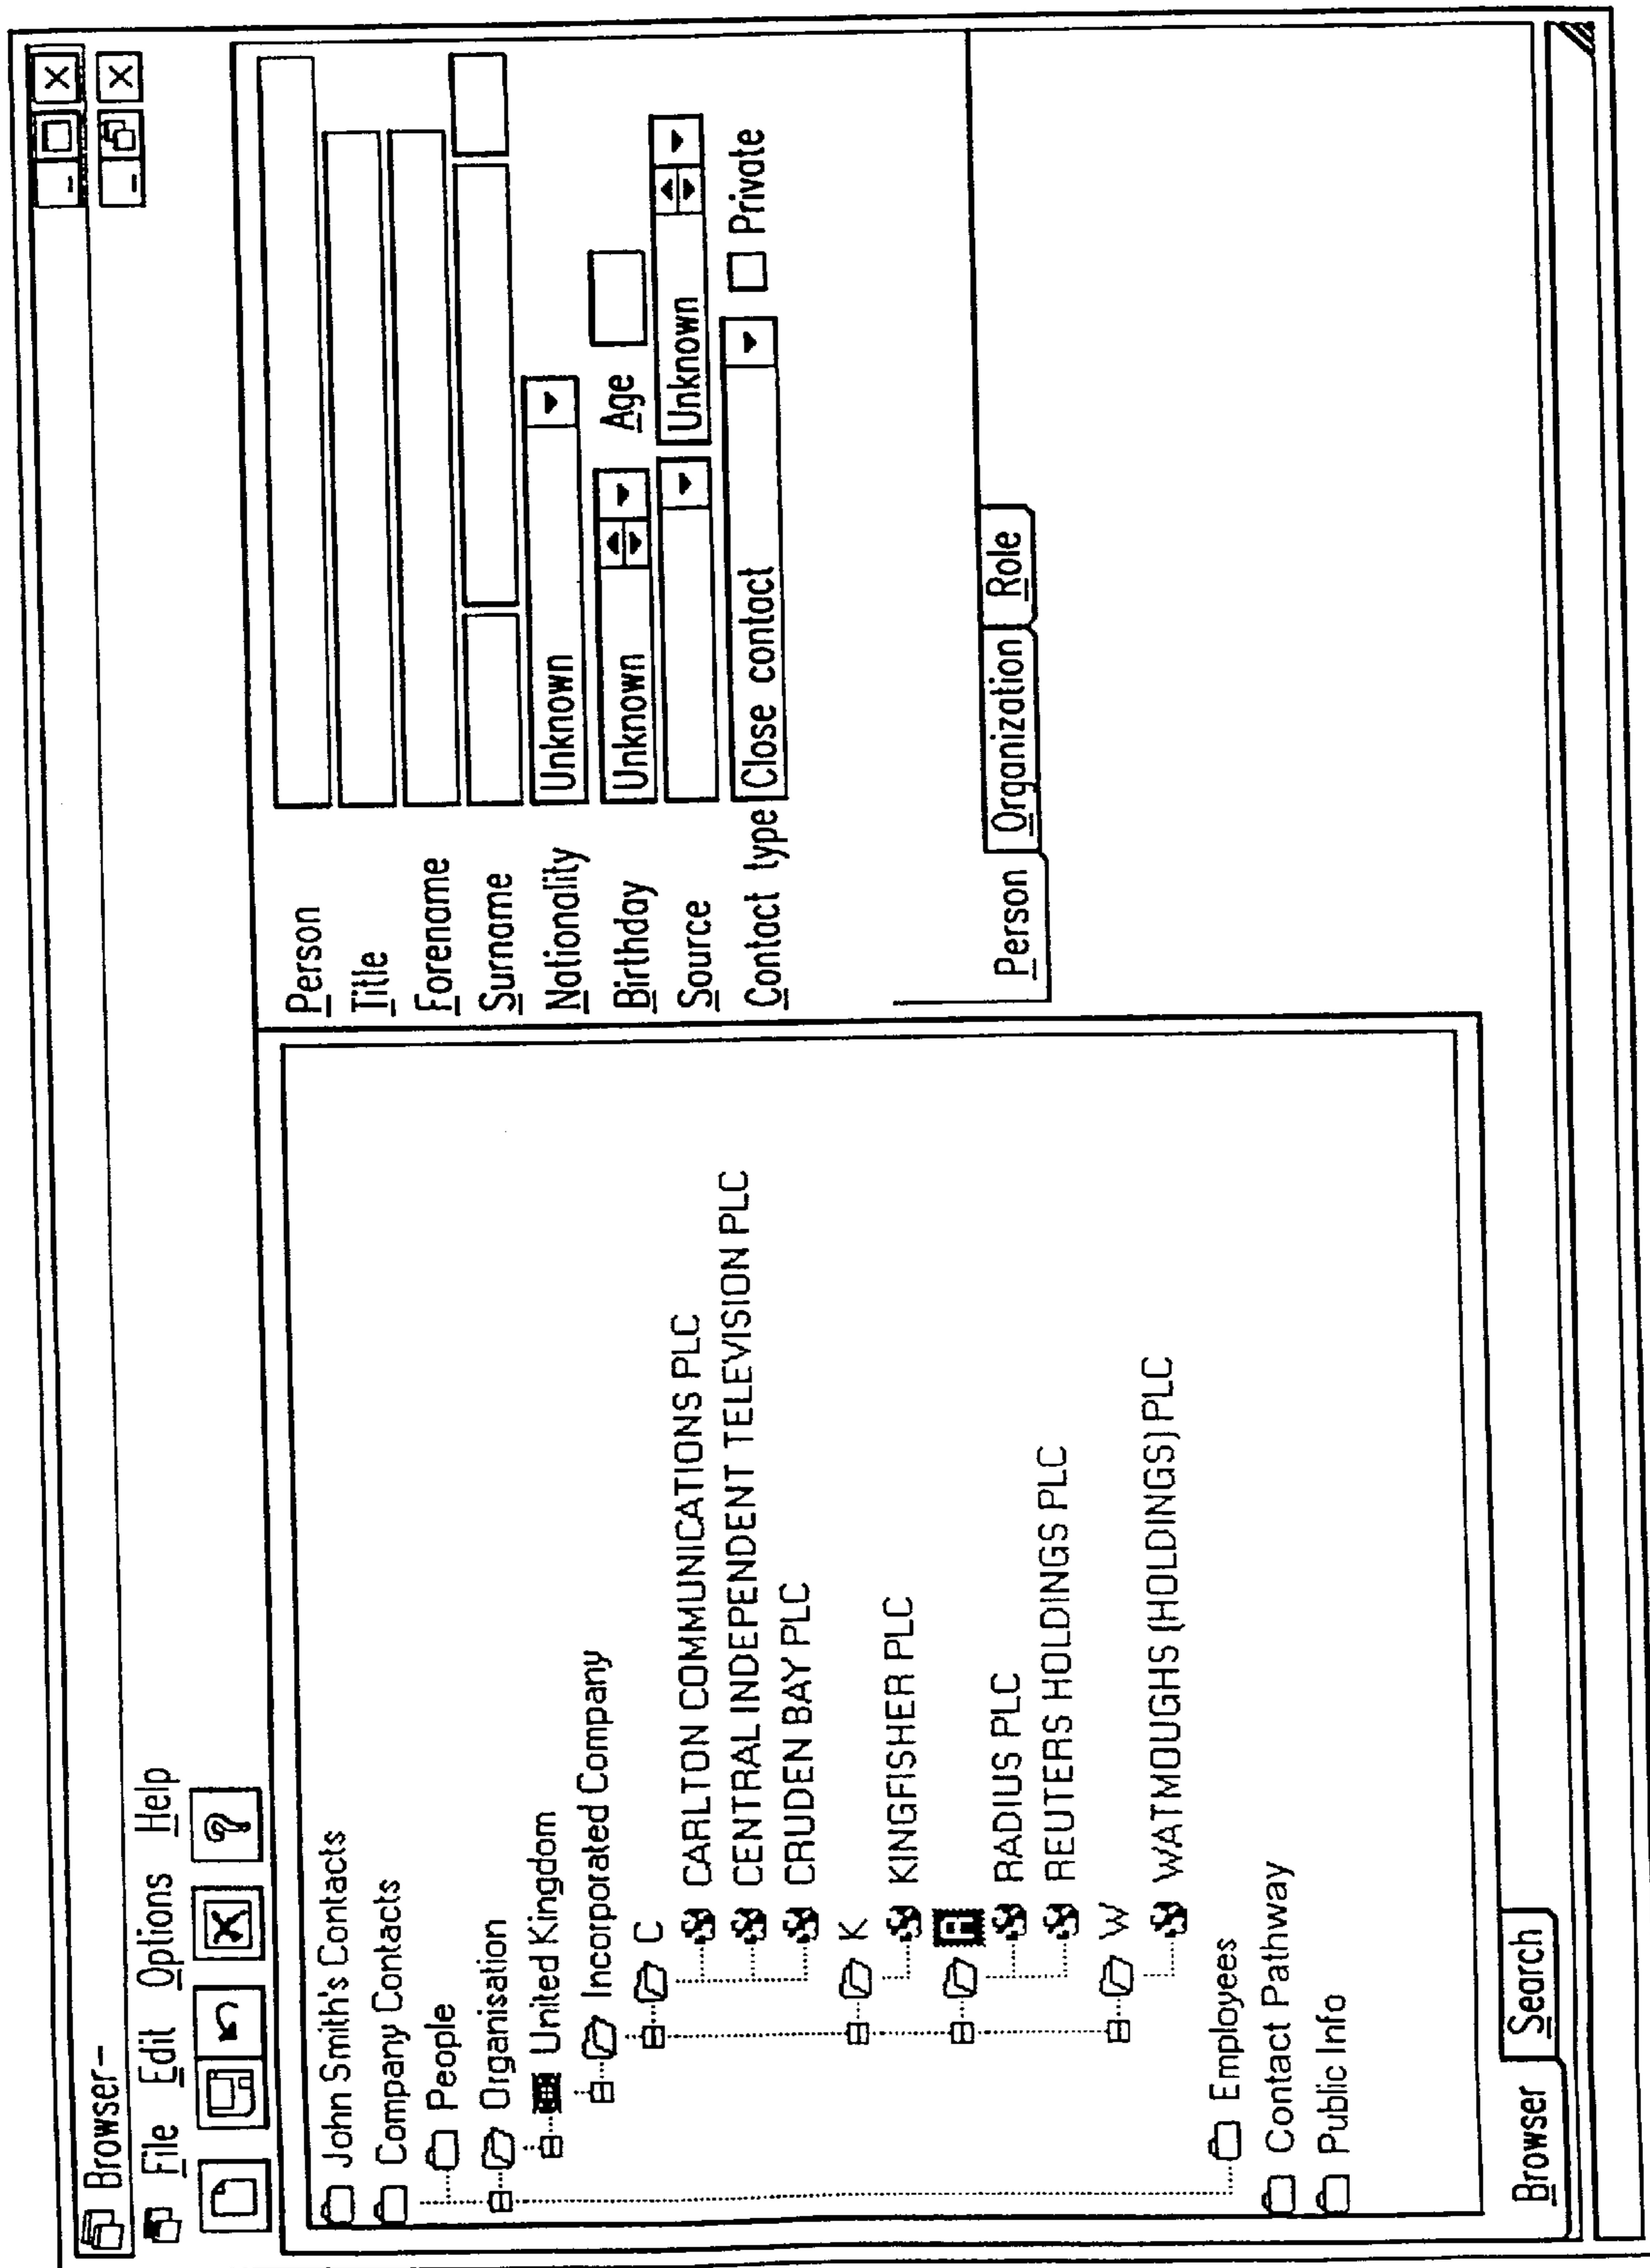 Browser-
File Edit Options Help
John Smith's Contacts
Company Contacts
People
Organisation
United Kingdom
Incorporated Company
C
CARLTON COMMUNICATIONS PLC
CENTRAL INDEPENDENT TELEVISION PLC
CRUDEN BAY PLC
K
KINGFISHER PLC
RADIUS PLC
REUTERS HOLDINGS PLC
W
WATMOUGHS (HOLDINGS) PLC
Employees
Contact Pathway
Public Info
Browser Search
Person
Title
Forename
Surname
Nationality Unknown
Birthday Unknown Age
Source Unknown
Contact type Close contact Private
Person Organization Role